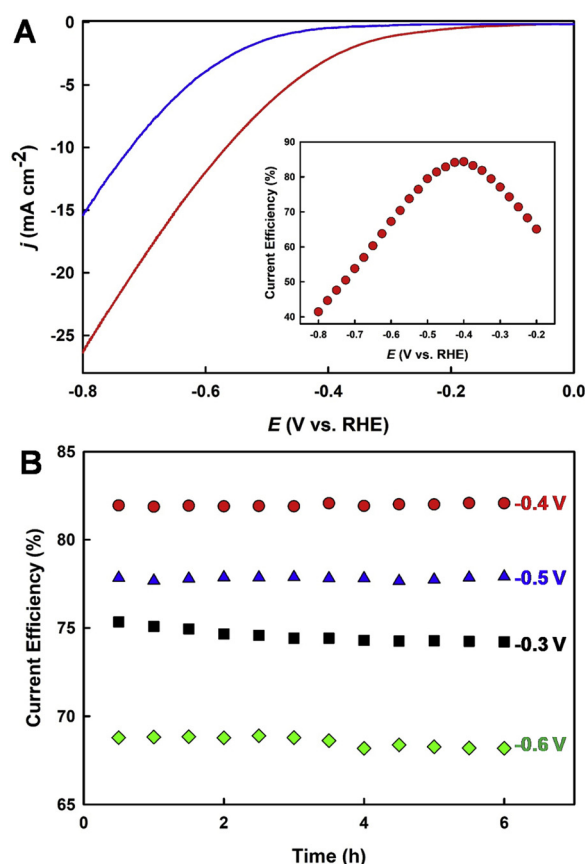 A
0
-5
-10
-15
-20
-25
j (mA cm-2)
-0.8
-0.6
-0.4
-0.2
0.0
E (V vs. RHE)
90
80
70
60
50
40
Current Efficiency (%)
-0.8
-0.7
-0.6
-0.5
-0.4
-0.3
-0.2
E (V vs. RHE)
B
85
80
75
70
65
Current Efficiency (%)
-0.4 V
-0.5 V
-0.3 V
-0.6 V
0
2
4
6
Time (h)